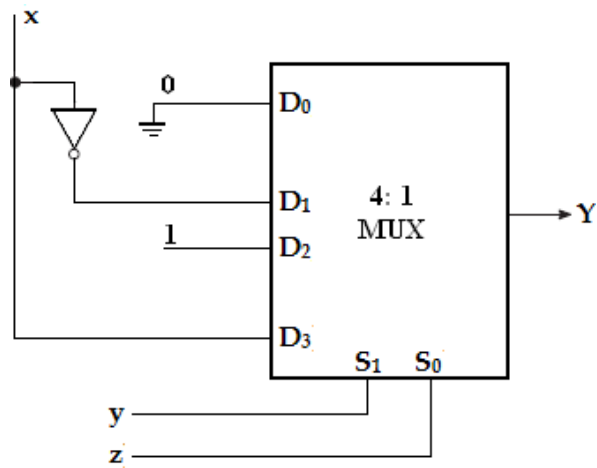 x
0
D₀
D₁
4: 1
MUX
Y
1
D₂
D₃
S₁ S₀
y
z